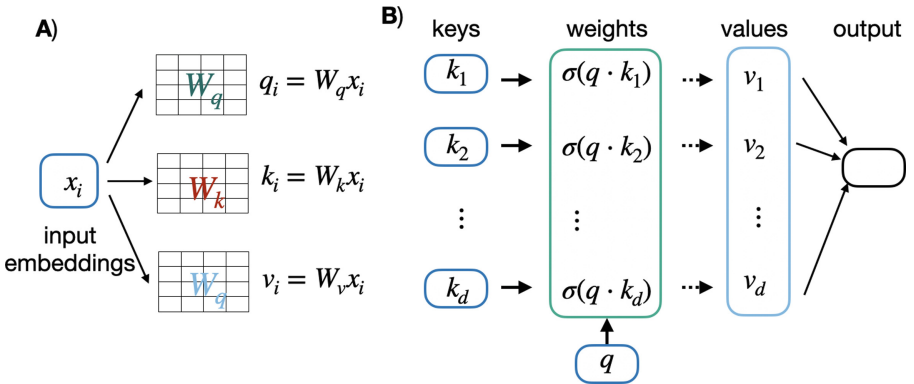 A)
W_q
q_i = W_q x_i
x_i
W_k
k_i = W_k x_i
input
embeddings
W_q
v_i = W_v x_i
B)
keys
weights
values
output
k_1
σ(q · k_1)
v_1
k_2
σ(q · k_2)
v_2
⋮
⋮
⋮
k_d
σ(q · k_d)
v_d
q